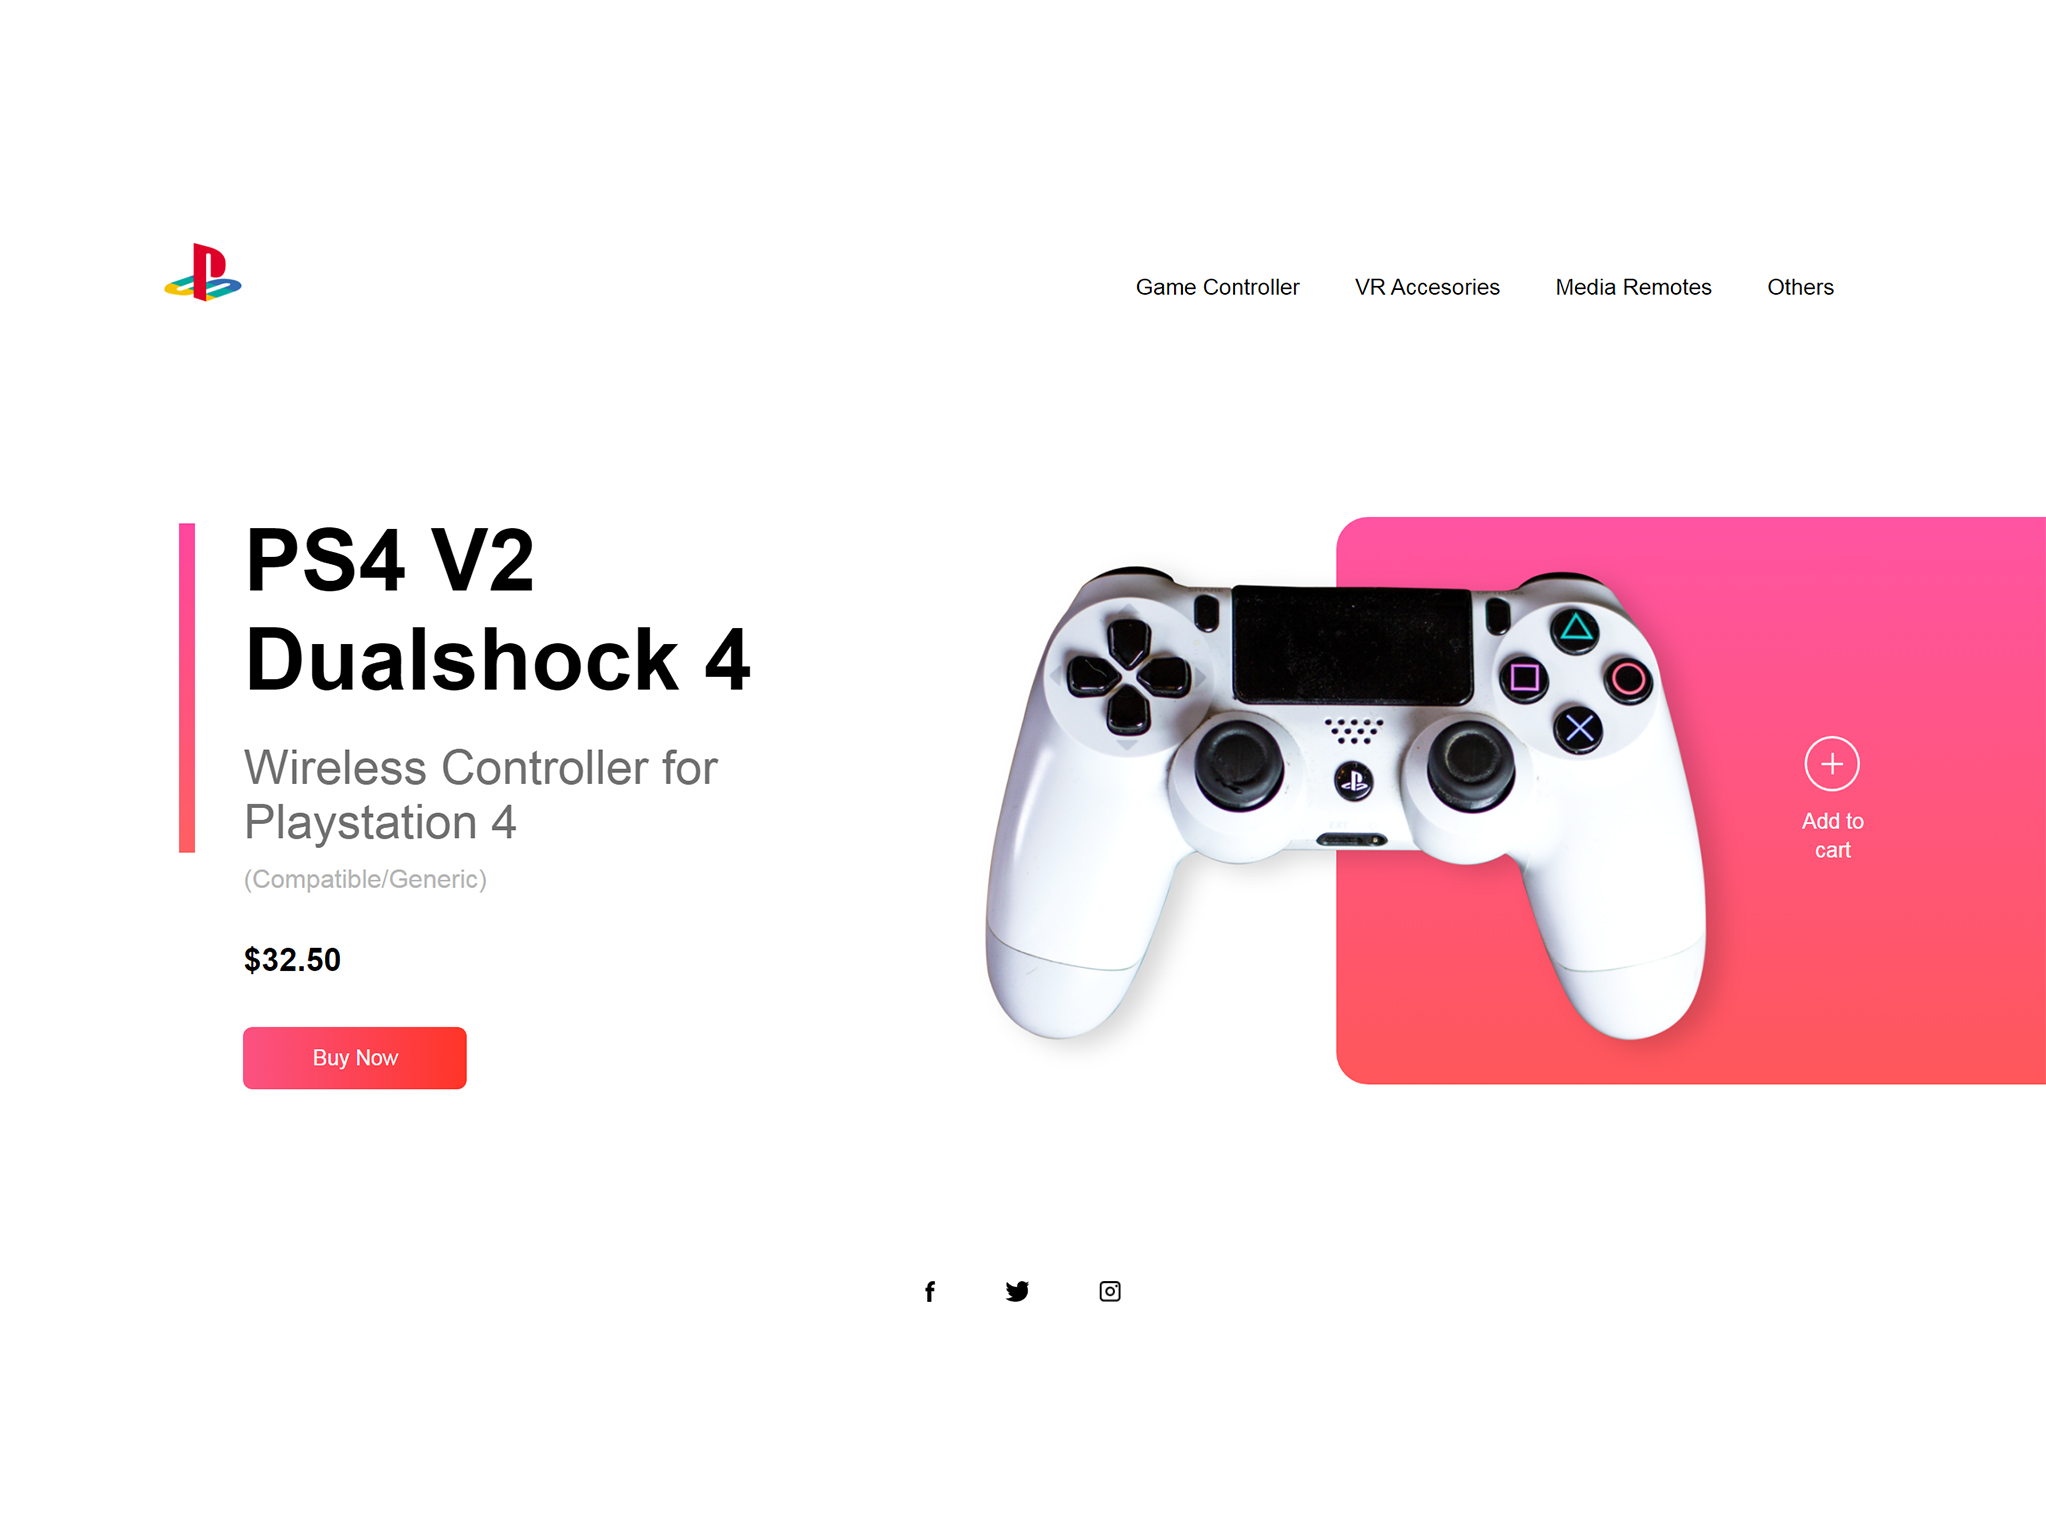 Game Controller VR Accesories Media Remotes Others
PS4 V2
Dualshock 4
Wireless Controller for
Playstation 4
(Compatible/Generic)
$32.50
Buy Now
Add to
cart